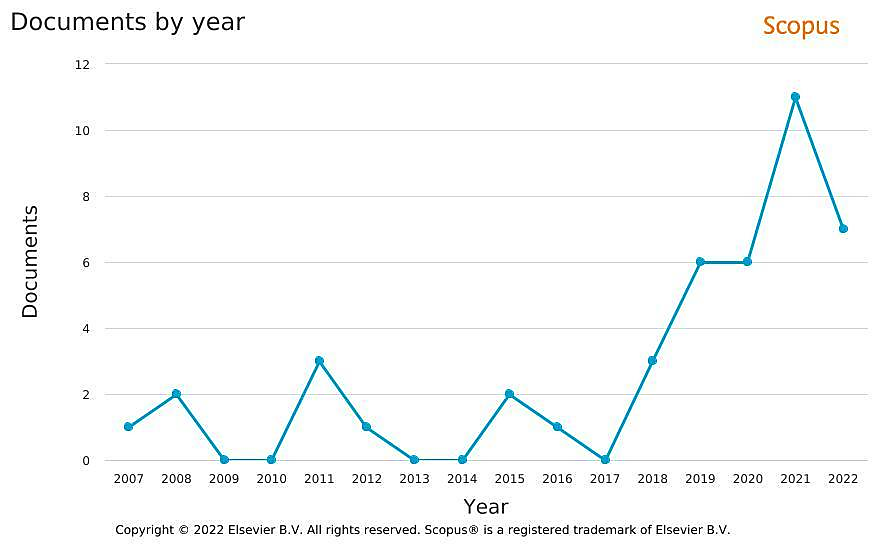 Documents by year
Scopus
12
10
8
6
4
2
0
Documents
2007 2008 2009 2010 2011 2012 2013 2014 2015 2016 2017 2018 2019 2020 2021 2022
Year
Copyright © 2022 Elsevier B.V. All rights reserved. Scopus® is a registered trademark of Elsevier B.V.